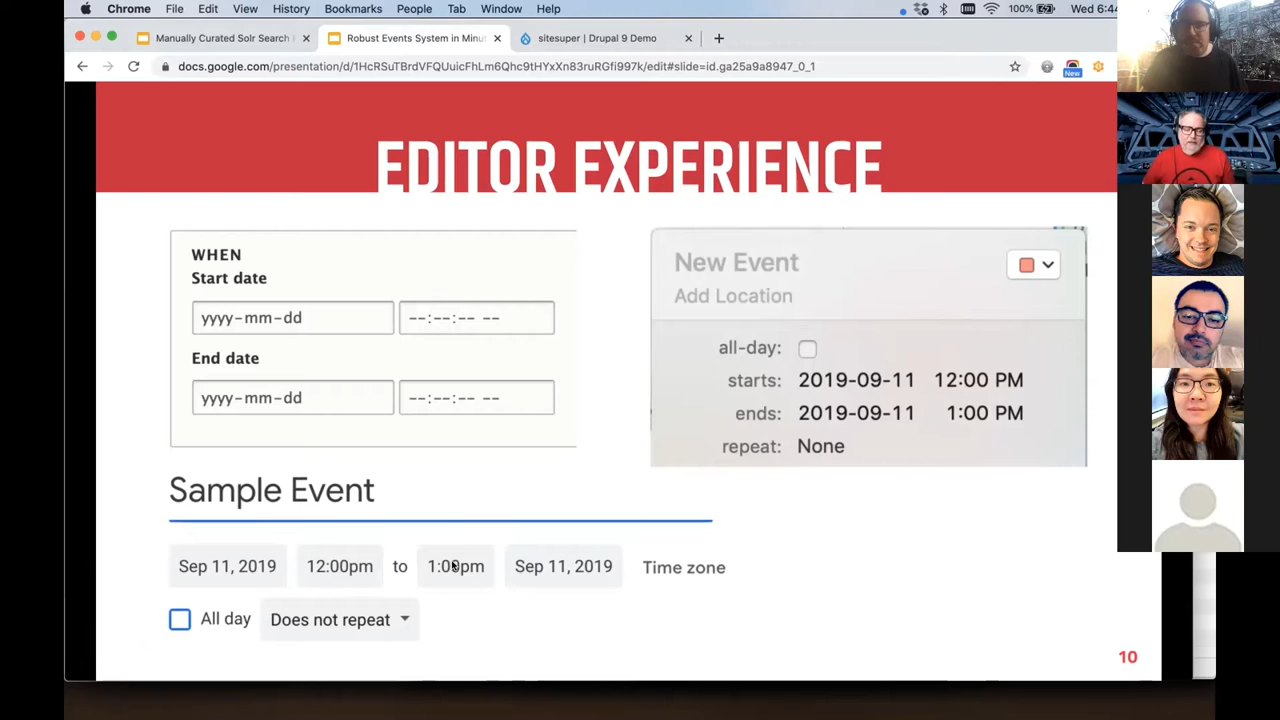 Chrome File Edit View History Bookmarks People Tab Window Help 100% Wed 6:44
Manually Curated Solr Search
Robust Events System in Minut
sitesuper | Drupal 9 Demo
docs.google.com/presentation/d/1HcRSuTBrdVFQUuicFhLm6Qhc9tHYxXn83ruRGfi997k/edit#slide=id.ga25a9a8947_0_1
New
EDITOR EXPERIENCE
WHEN
Start date
yyyy-mm-dd --:--:-- --
End date
yyyy-mm-dd --:--:-- --
New Event
Add Location
all-day:
starts: 2019-09-11 12:00 PM
ends: 2019-09-11 1:00 PM
repeat: None
Sample Event
Sep 11, 2019 12:00pm to 1:00pm Sep 11, 2019 Time zone
All day Does not repeat
10